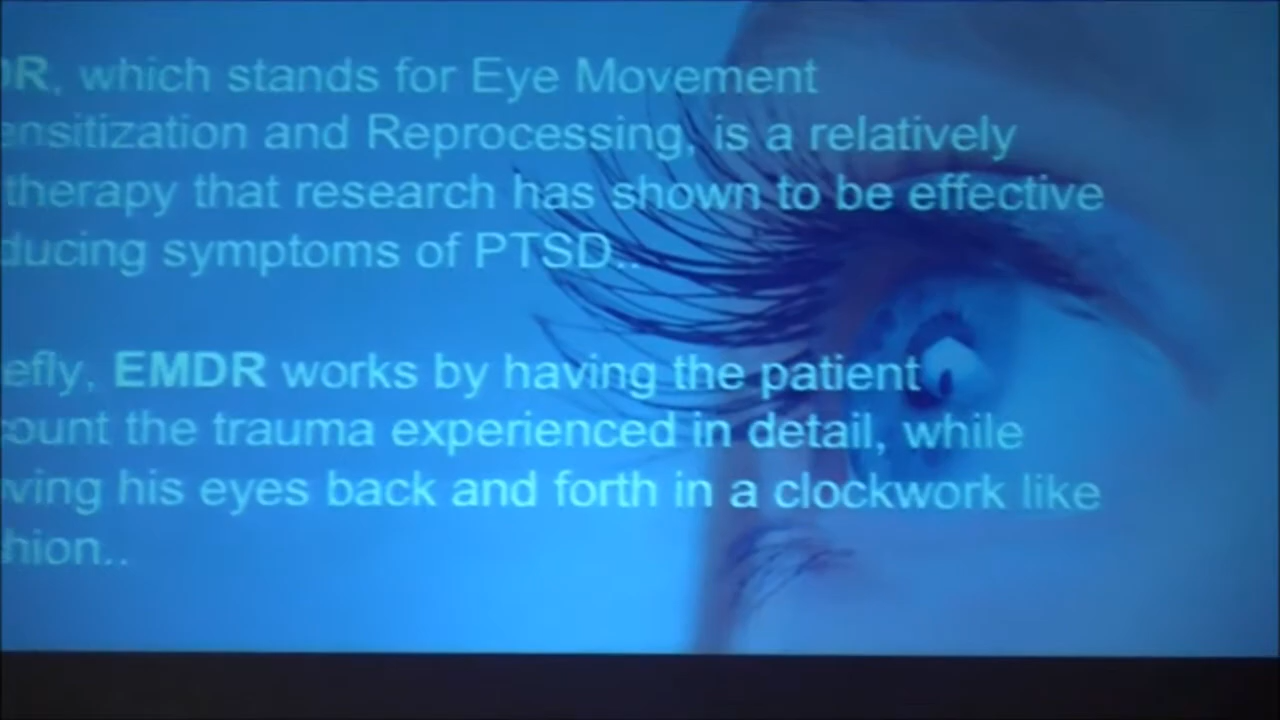 DR, which stands for Eye Movement
ensitization and Reprocessing, is a relatively
therapy that research has shown to be effective
ducing symptoms of PTSD..
efly, EMDR works by having the patient
count the trauma experienced in detail, while
ving his eyes back and forth in a clockwork like
hion..